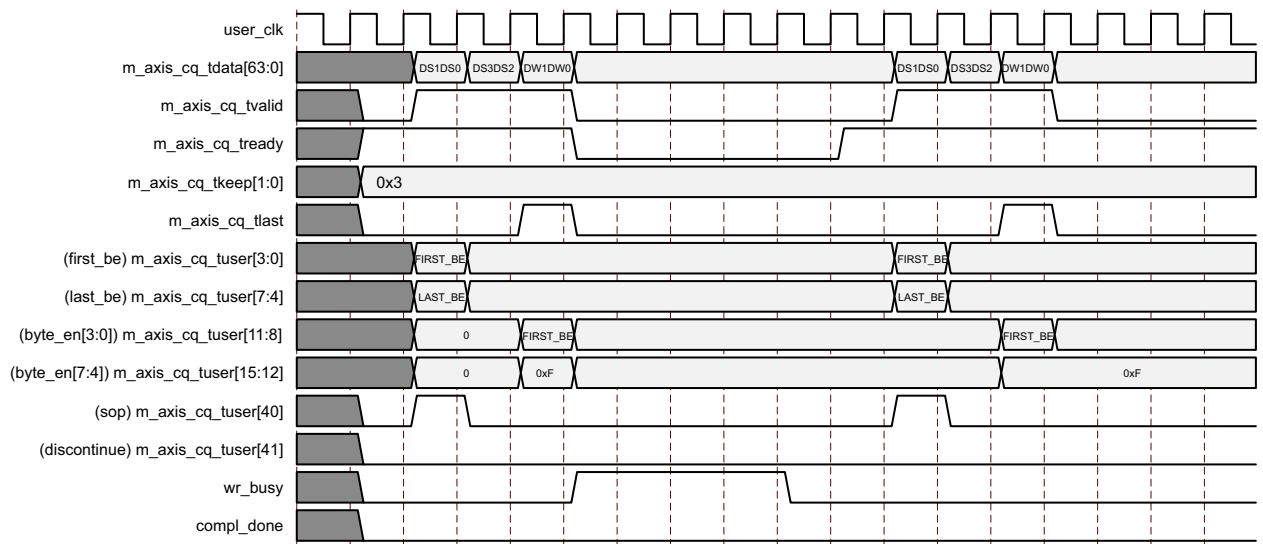 user_clk
m_axis_cq_tdata[63:0] DS1DS0 DS3DS2 DW1DW0 DS1DS0 DS3DS2 DW1DW0
m_axis_cq_tvalid
m_axis_cq_tready
m_axis_cq_tkeep[1:0] 0x3
m_axis_cq_tlast
(first_be) m_axis_cq_tuser[3:0] FIRST_BE FIRST_BE
(last_be) m_axis_cq_tuser[7:4] LAST_BE LAST_BE
(byte_en[3:0]) m_axis_cq_tuser[11:8] 0 FIRST_BE FIRST_BE
(byte_en[7:4]) m_axis_cq_tuser[15:12] 0 0xF 0xF
(sop) m_axis_cq_tuser[40]
(discontinue) m_axis_cq_tuser[41]
wr_busy
compl_done